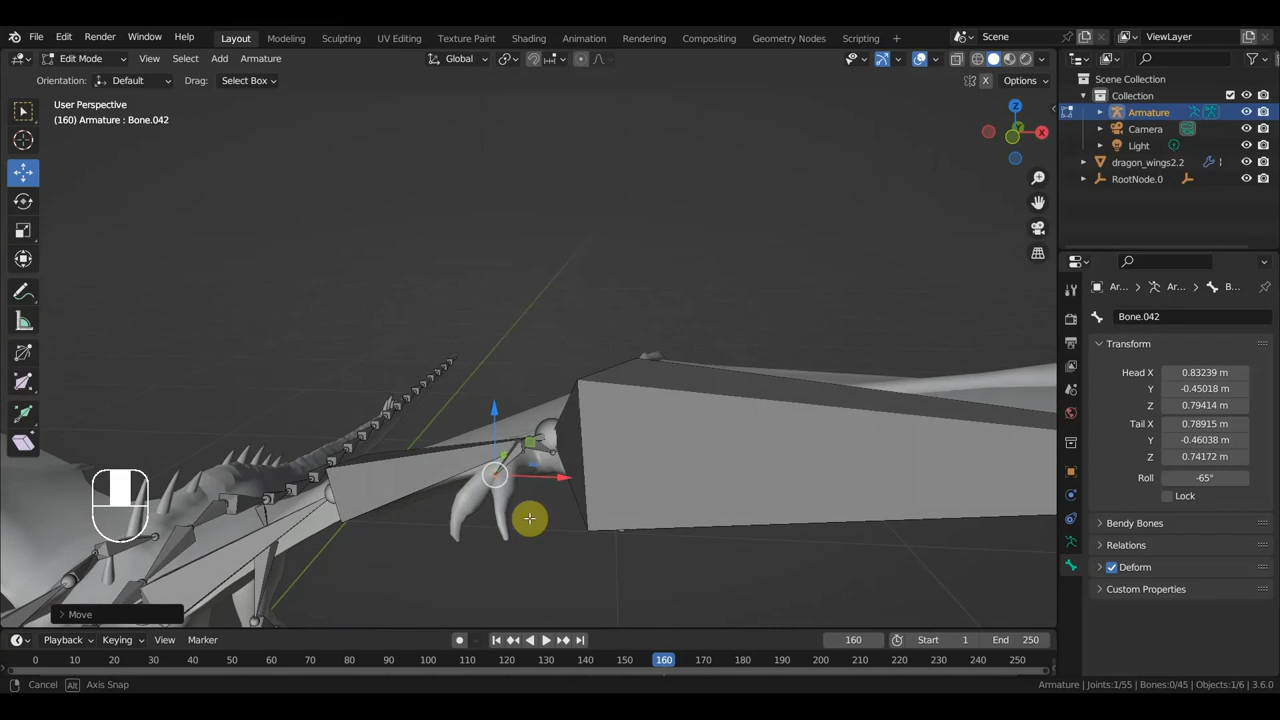 File Edit Render Window Help Layout Modeling Sculpting UV Editing Texture Paint Shading Animation Rendering Compositing Geometry Nodes Scripting Scene ViewLayer
Edit Mode View Select Add Armature Global
Orientation: Default Drag: Select Box X Options
User Perspective
(160) Armature : Bone.042
Z
X
Y
Scene Collection
Collection
Armature
Camera
Light
dragon_wings2.2 1
RootNode.0
Ar... Ar... B...
Bone.042
Transform
Head X 0.83239 m
Y -0.45018 m
Z 0.79414 m
Tail X 0.78915 m
Y -0.46038 m
Z 0.74172 m
Roll -65°
Lock
Bendy Bones
Relations
Deform
Custom Properties
Move
Playback Keying View Marker 160 Start 1 End 250
0 10 20 30 40 50 60 70 80 90 100 110 120 130 140 150 160 170 180 190 200 210 220 230 240 250
Cancel Alt Axis Snap Armature | Joints:1/55 | Bones:0/45 | Objects:1/6 | 3.6.0